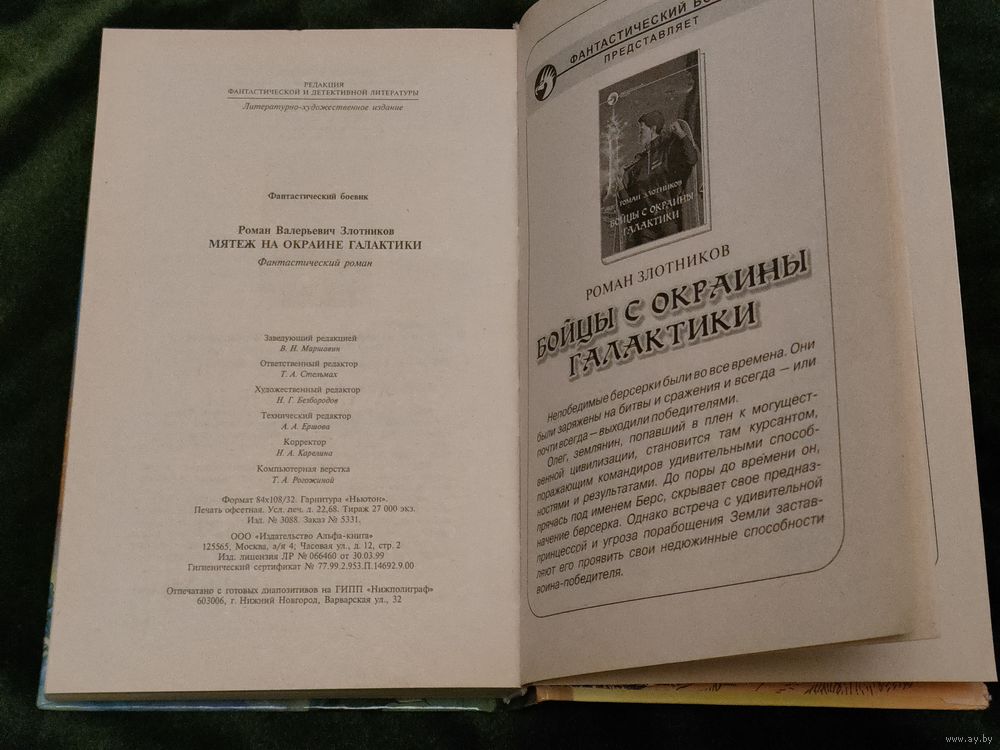 РЕДАКЦИЯ
ФАНТАСТИЧЕСКОЙ И ДЕТЕКТИВНОЙ ЛИТЕРАТУРЫ
Литературно-художественное издание
Фантастический боевик
Роман Валерьевич Злотников
МЯТЕЖ НА ОКРАИНЕ ГАЛАКТИКИ
Фантастический роман
Заведующий редакцией
В. Н. Маршавин
Ответственный редактор
Т. А. Стельмах
Художественный редактор
Н. Г. Безбородов
Технический редактор
А. А. Ершова
Корректор
Н. А. Карелина
Компьютерная верстка
Т. А. Рогожиной
Формат 84х108/32. Гарнитура «Ньютон».
Печать офсетная. Усл. печ. л. 22,68. Тираж 27 000 экз.
Изд. № 3088. Заказ № 5331.
ООО «Издательство Альфа-книга»
125565, Москва, а/я 4; Часовая ул., д. 12, стр. 2
Изд. лицензия ЛР № 066460 от 30.03.99
Гигиенический сертификат № 77.99.2.953.П.14692.9.00
Отпечатано с готовых диапозитивов на ГИПП «Нижполиграф»
603006, г. Нижний Новгород, Варварская ул., 32
ФАНТАСТИЧЕСКИЙ БО
ПРЕДСТАВЛЯЕТ
РОМАН ЗЛОТНИКОВ
БОЙЦЫ С ОКРАИНЫ
ГАЛАКТИКИ
РОМАН ЗЛОТНИКОВ
БОЙЦЫ С ОКРАИНЫ
ГАЛАКТИКИ
Непобедимые берсерки были во все времена. Они
были заряжены на битвы и сражения и всегда — или
почти всегда — выходили победителями.
Олег, землянин, попавший в плен к могущест-
венной цивилизации, становится там курсантом,
поражающим командиров удивительными способ-
ностями и результатами. До поры до времени он,
прячась под именем Берс, скрывает свое предназ-
начение берсерка. Однако встреча с удивительной
принцессой и угроза порабощения Земли застав-
ляют его проявить свои недюжинные способности
воина-победителя.
www.ay.by